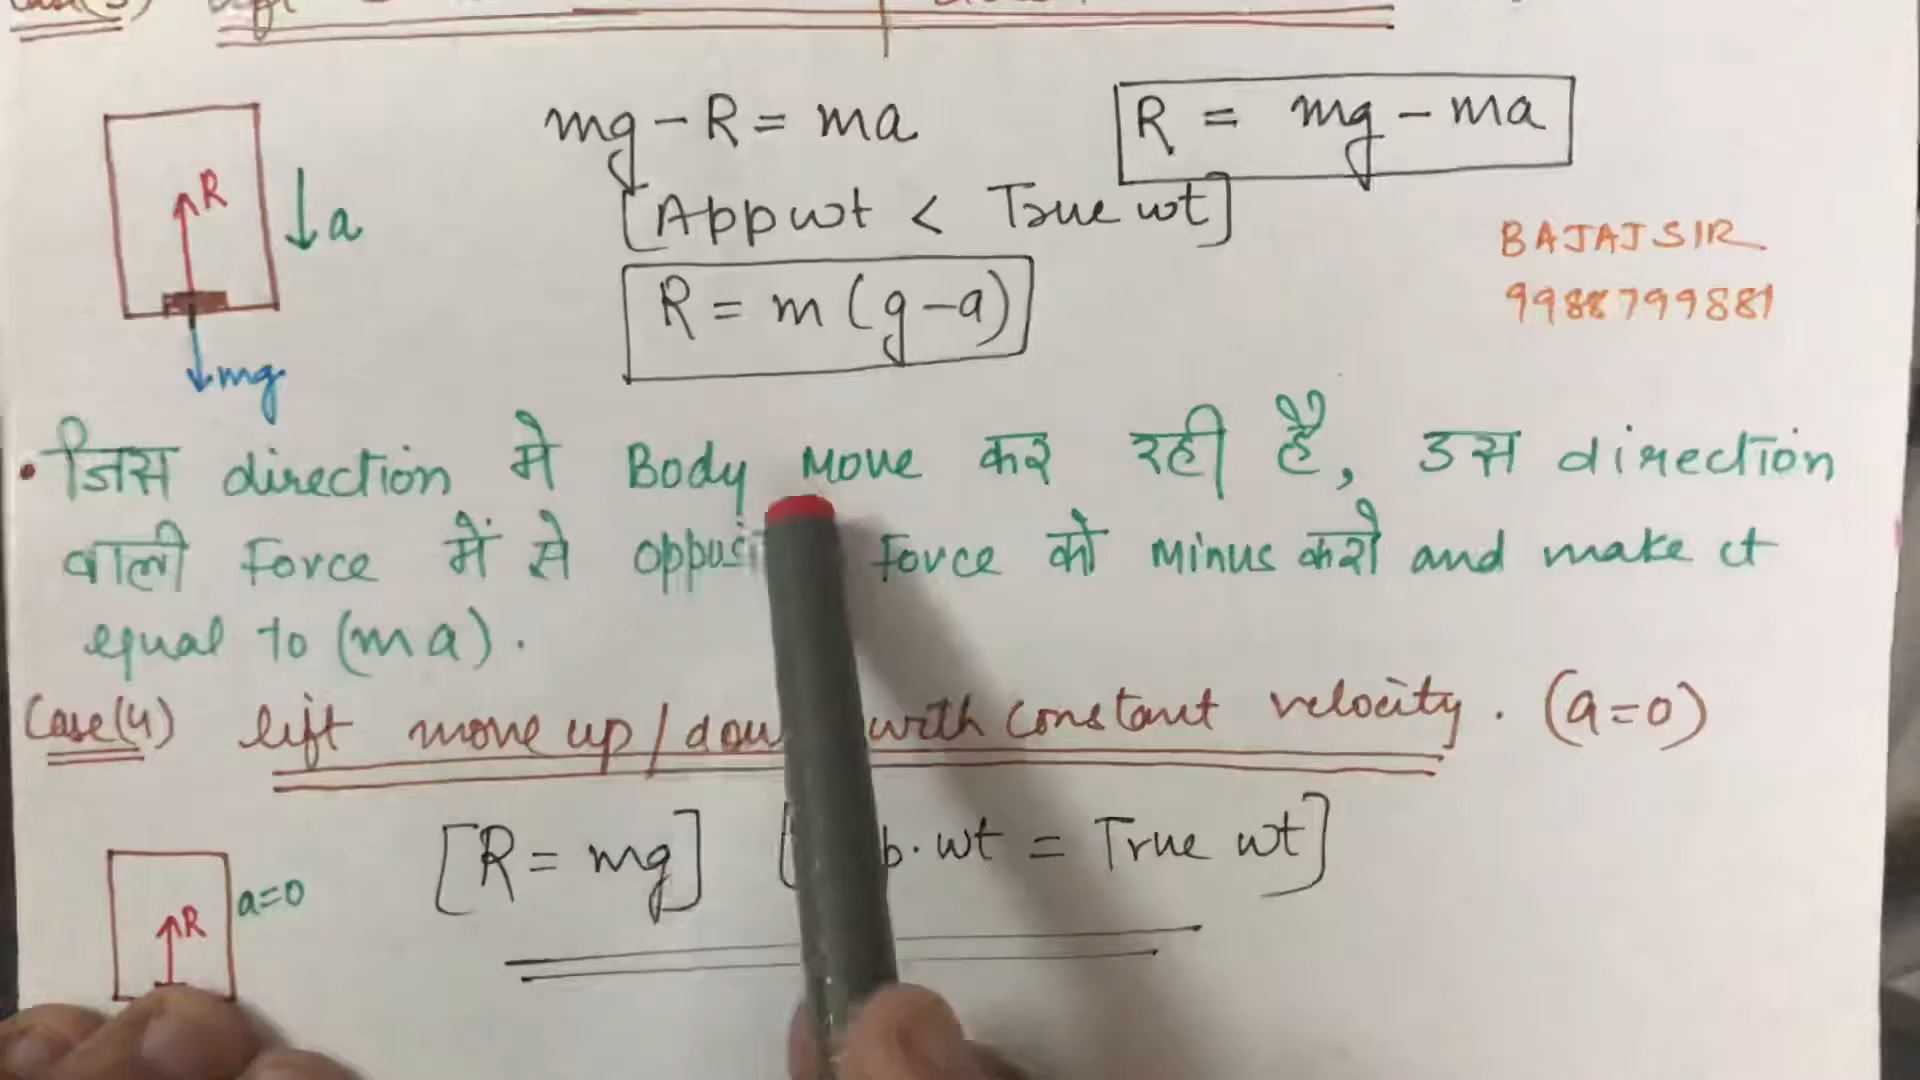 mg - R = ma
R = mg - ma
[App wt < True wt]
R = m (g - a)
R
↓a
mg
BAJAJ SIR
9988799881
• जिस direction मे Body Move कर रही है, उस direction
वाली Force में से Force को Minus करो and make it
equal to (ma).
Case(4) lift move up / with constant velocity. (a=0)
[R = mg] wt = True wt]
a=0
R